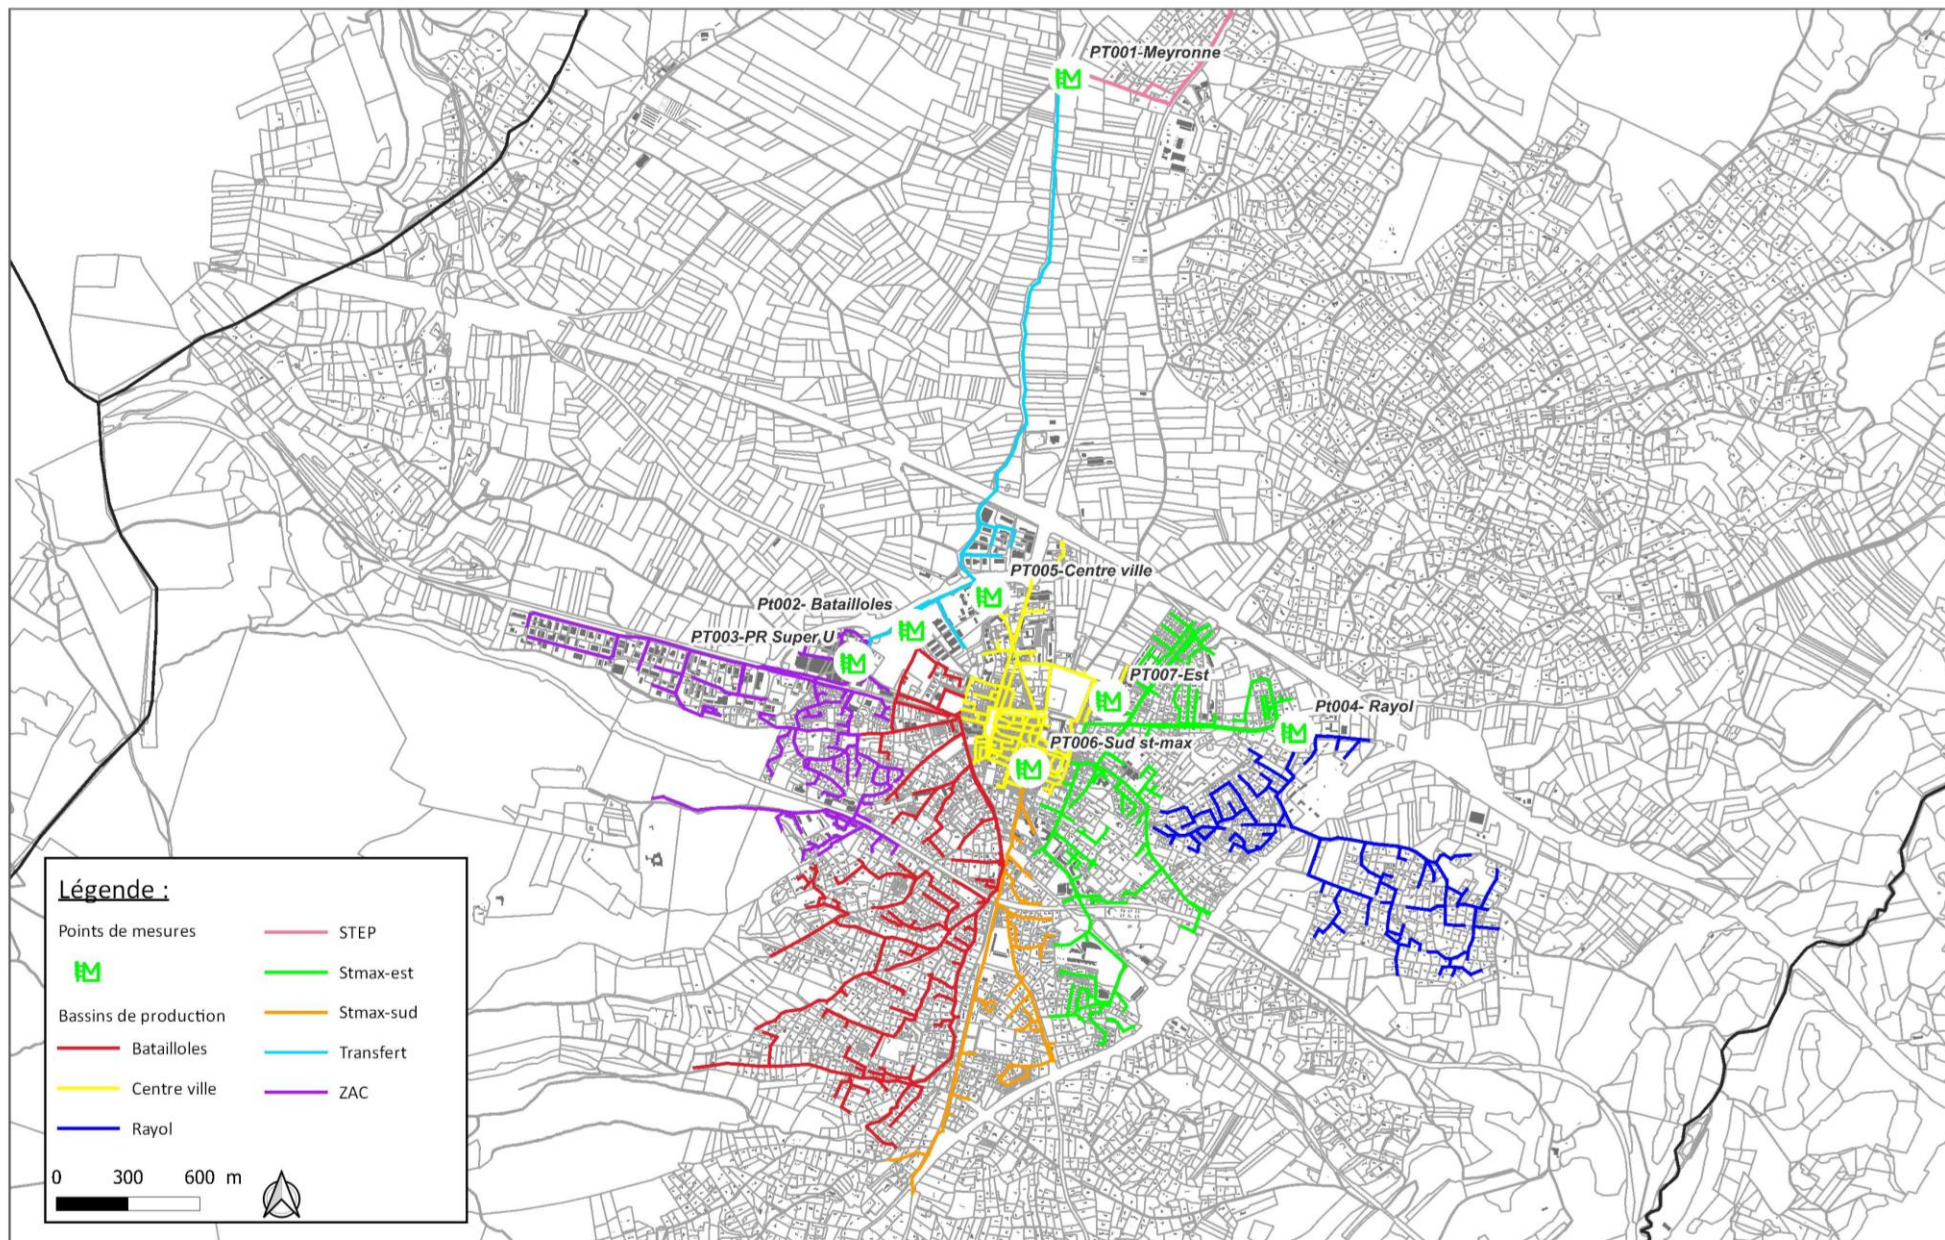 PT001-Meyronne
PT005-Centre ville
Pt002- Batailloles
PT003-PR Super U
PT007-Est
Pt004- Rayol
PT006-Sud st-max
Légende :
Points de mesures
Bassins de production
Batailloles
Centre ville
Rayol
STEP
Stmax-est
Stmax-sud
Transfert
ZAC
0 300 600 m